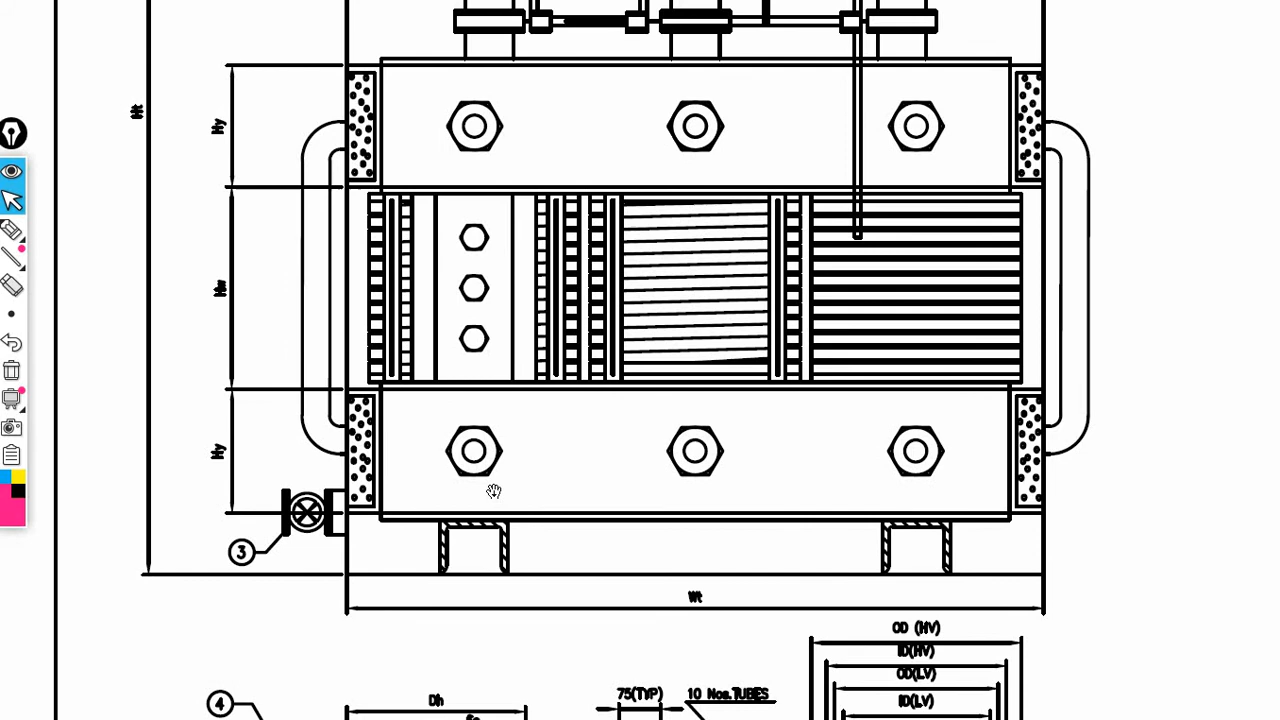 Ht
Hy
Hw
Hy
3
Wt
OD (HV)
ID(HV)
OD(LV)
ID(LV)
4
Dh
75(TYP)
10 Nos.TUBES